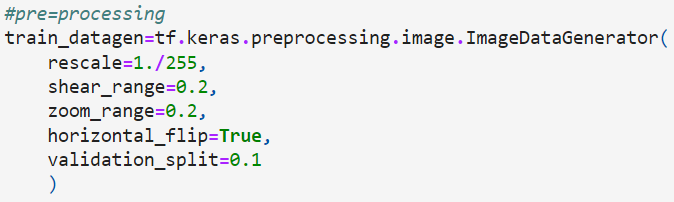 #pre=processing
train_datagen=tf.keras.preprocessing.image.ImageDataGenerator(
    rescale=1./255,
    shear_range=0.2,
    zoom_range=0.2,
    horizontal_flip=True,
    validation_split=0.1
    )